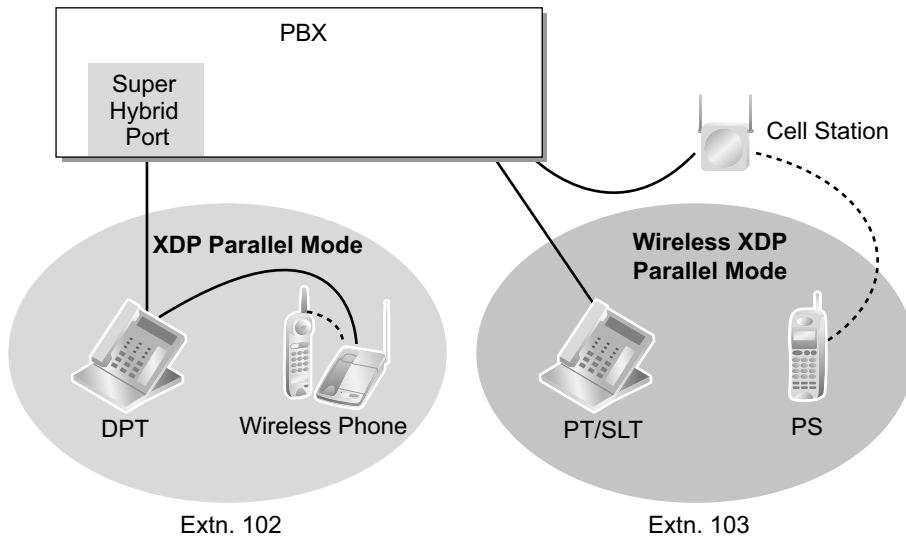 PBX
Super
Hybrid
Port
Cell Station
XDP Parallel Mode
Wireless XDP
Parallel Mode
DPT
Wireless Phone
PT/SLT
PS
Extn. 102
Extn. 103